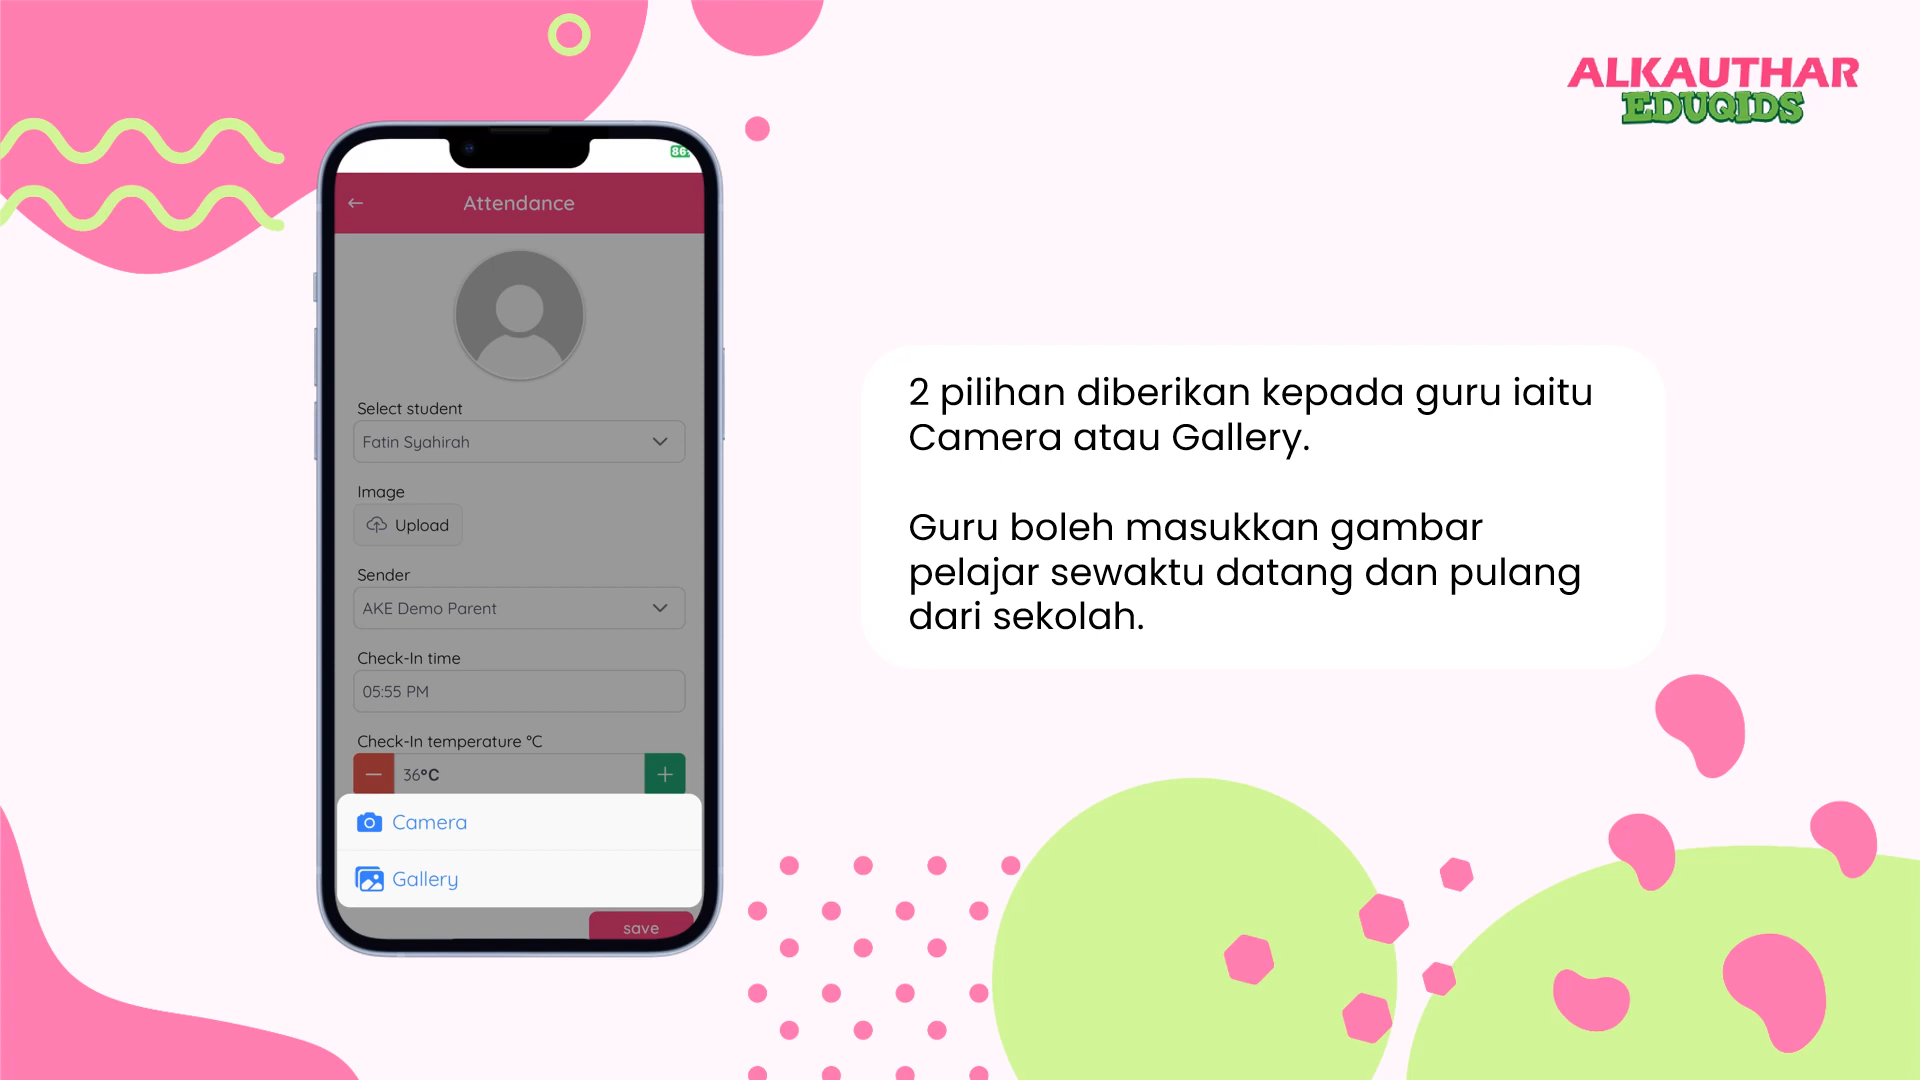 ALKAUTHAR
EDUQIDS
86
Attendance
Select student
Fatin Syahirah
Image
Upload
Sender
AKE Demo Parent
Check-In time
05:55 PM
Check-In temperature °C
36°C
Camera
Gallery
save
2 pilihan diberikan kepada guru iaitu
Camera atau Gallery.
Guru boleh masukkan gambar
pelajar sewaktu datang dan pulang
dari sekolah.